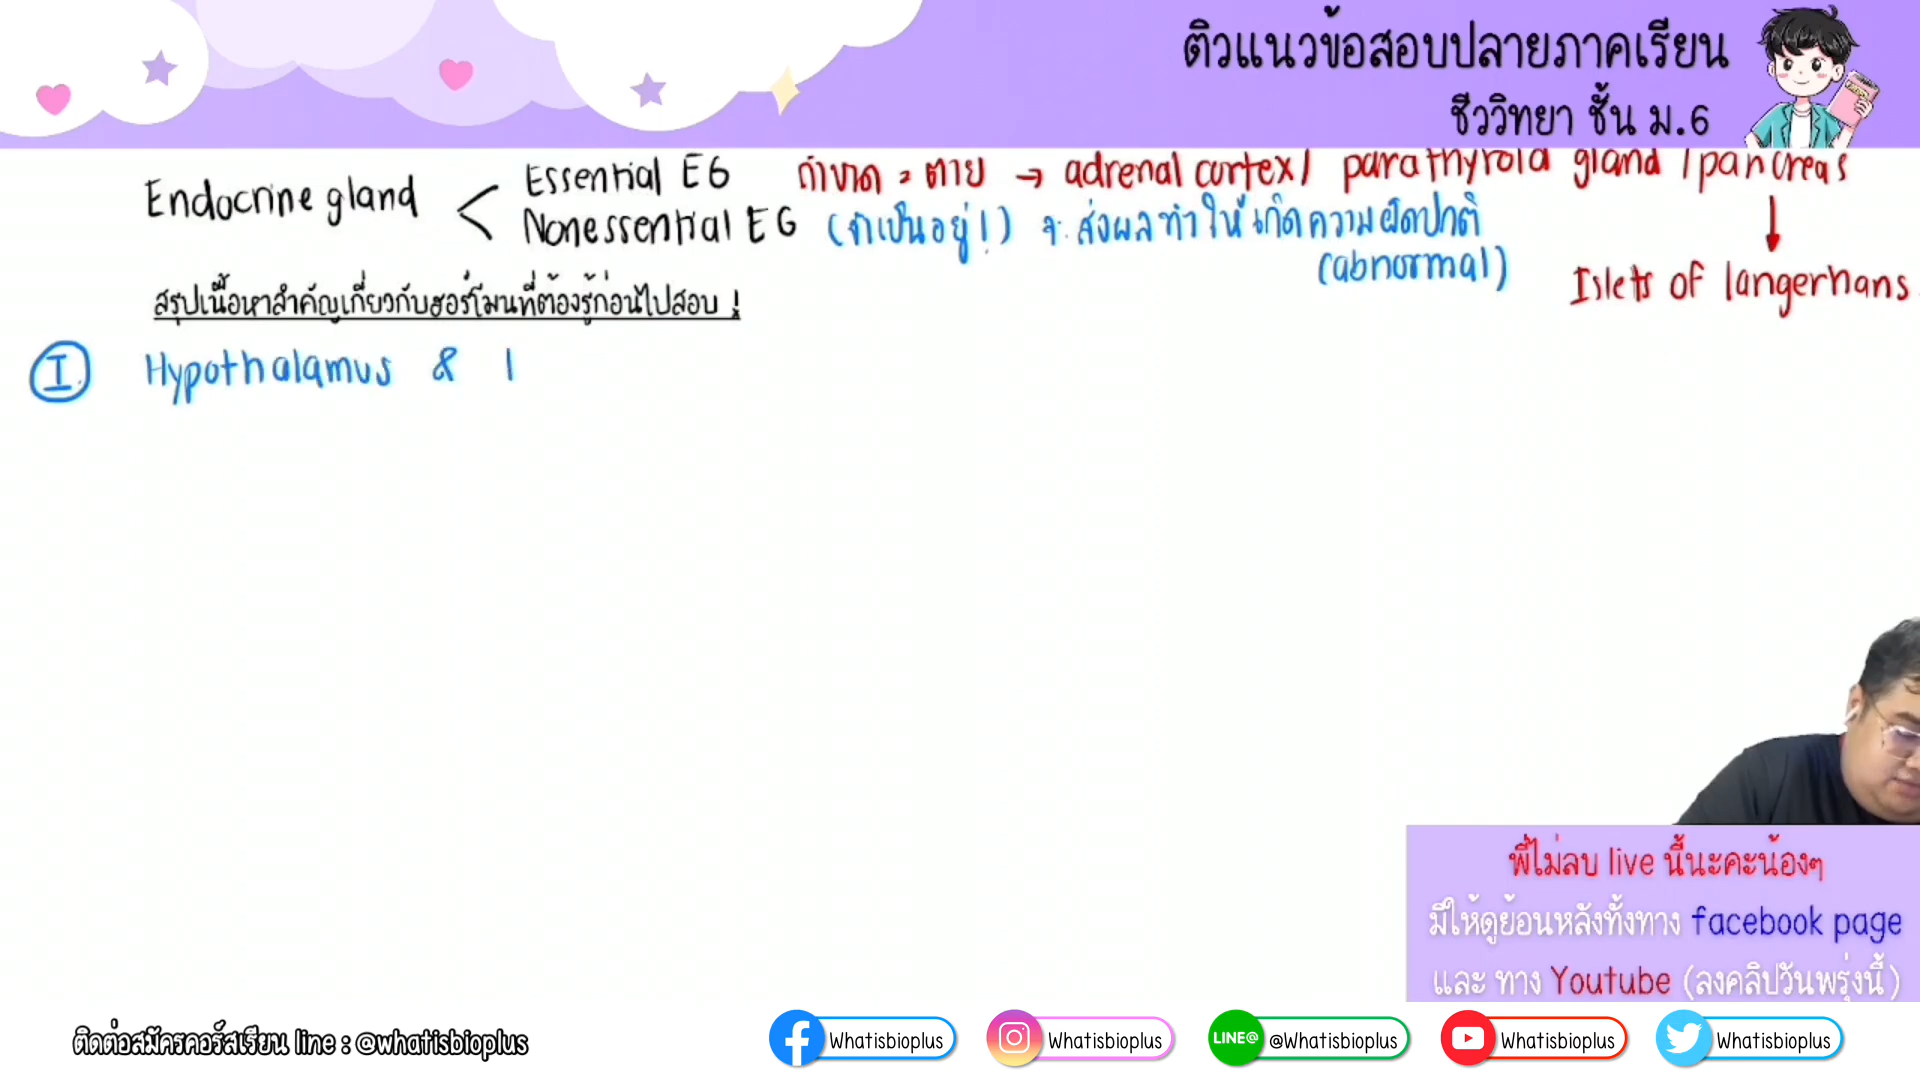 ติวแนวข้อสอบปลายภาคเรียน
ชีววิทยา ชั้น ม.6
Endocrine gland < Essential EG ถ้าขาด = ตาย → adrenal cortex / parathyroid gland / pancreas
Nonessential EG (จำเป็นอยู่!) จะส่งผลทำให้เกิดความผิดปกติ
(abnormal)
Islets of langerhans
สรุปเนื้อหาสำคัญเกี่ยวกับฮอร์โมนที่ต้องรู้ก่อนไปสอบ !
I. Hypothalamus & l
พี่ไม่ลบ live นี้นะคะน้องๆ
มีให้ดูย้อนหลังทั้งทาง facebook page
และ ทาง Youtube (ลงคลิปวันพรุ่งนี้)
ติดต่อสมัครคอร์สเรียน line : @whatisbioplus
Whatisbioplus
Whatisbioplus
LINE@ @Whatisbioplus
Whatisbioplus
Whatisbioplus